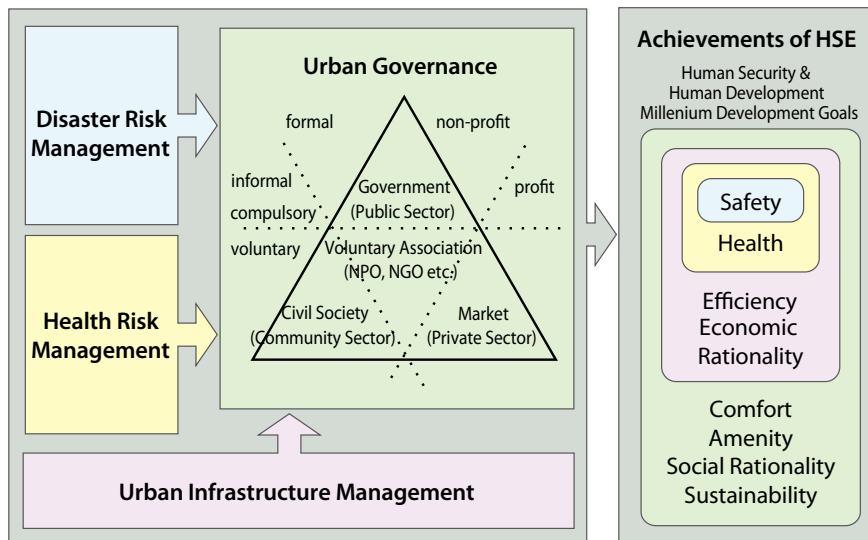 Disaster Risk
Management
Health Risk
Management
Urban Infrastructure Management
Urban Governance
formal
non-profit
informal
profit
compulsory
voluntary
Government
(Public Sector)
Voluntary Association
(NPO, NGO etc.)
Civil Society
(Community Sector)
Market
(Private Sector)
Achievements of HSE
Human Security &
Human Development
Millenium Development Goals
Safety
Health
Efficiency
Economic
Rationality
Comfort
Amenity
Social Rationality
Sustainability